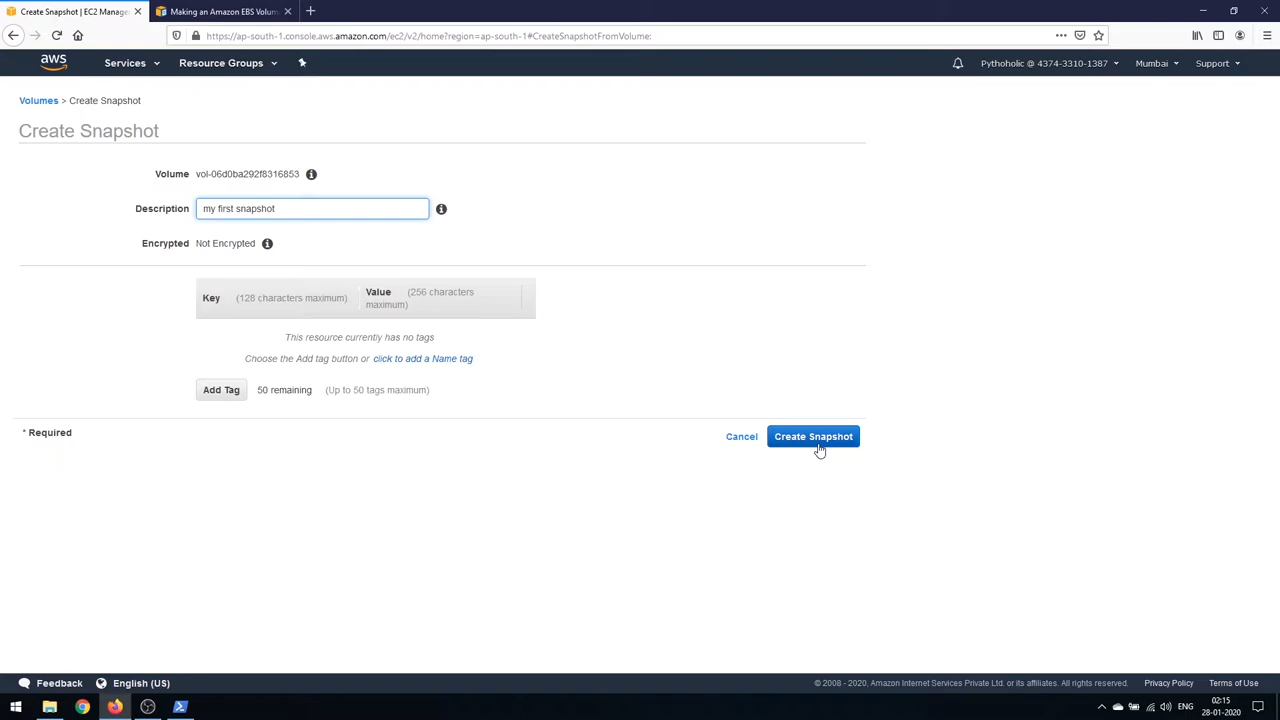 Create Snapshot | EC2 Manage
Making an Amazon EBS Volum
https://ap-south-1.console.aws.amazon.com/ec2/v2/home?region=ap-south-1#CreateSnapshotFromVolume:
aws Services Resource Groups Pythoholic @ 4374-3310-1387 Mumbai Support
Volumes > Create Snapshot
Create Snapshot
Volume vol-06d0ba292f8316853
Description my first snapshot
Encrypted Not Encrypted
Key (128 characters maximum) Value (256 characters
maximum)
This resource currently has no tags
Choose the Add tag button or click to add a Name tag
Add Tag 50 remaining (Up to 50 tags maximum)
* Required
Cancel Create Snapshot
Feedback English (US) © 2008 - 2020, Amazon Internet Services Private Ltd. or its affiliates. All rights reserved. Privacy Policy Terms of Use
ENG 02:15
28-01-2020